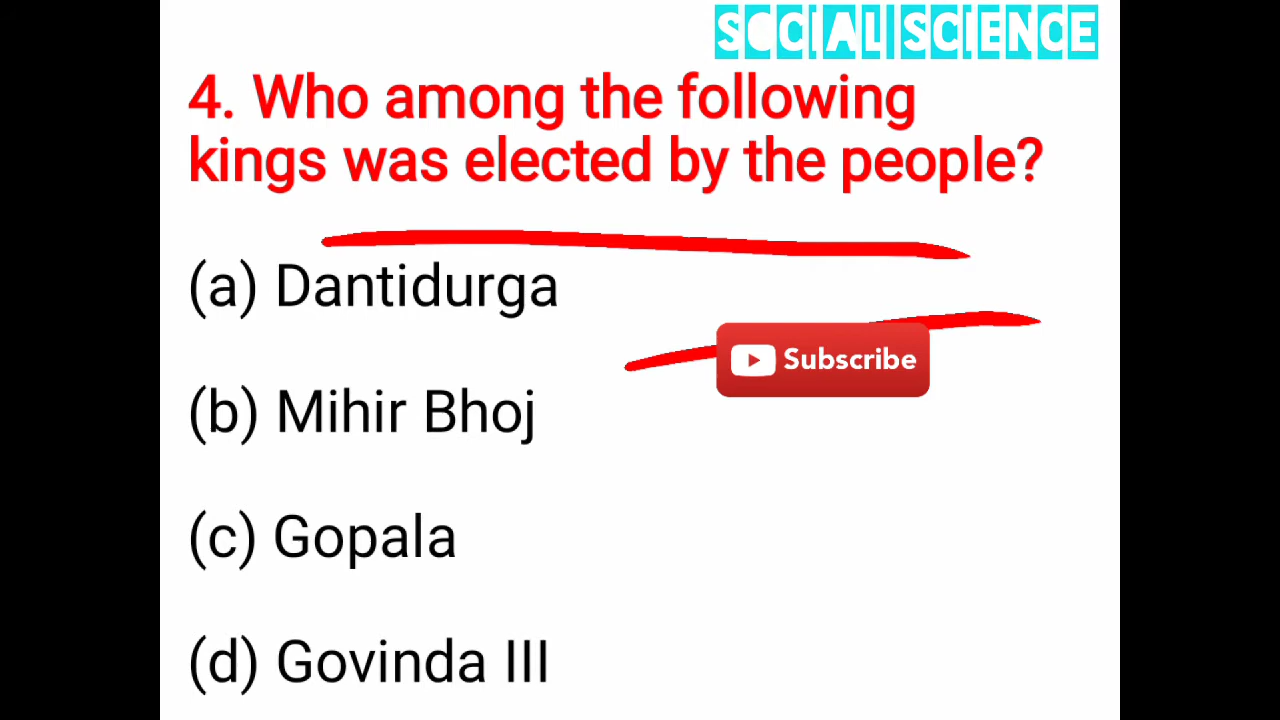 SOCIAL SCIENCE
4. Who among the following
kings was elected by the people?
(a) Dantidurga
Subscribe
(b) Mihir Bhoj
(c) Gopala
(d) Govinda III